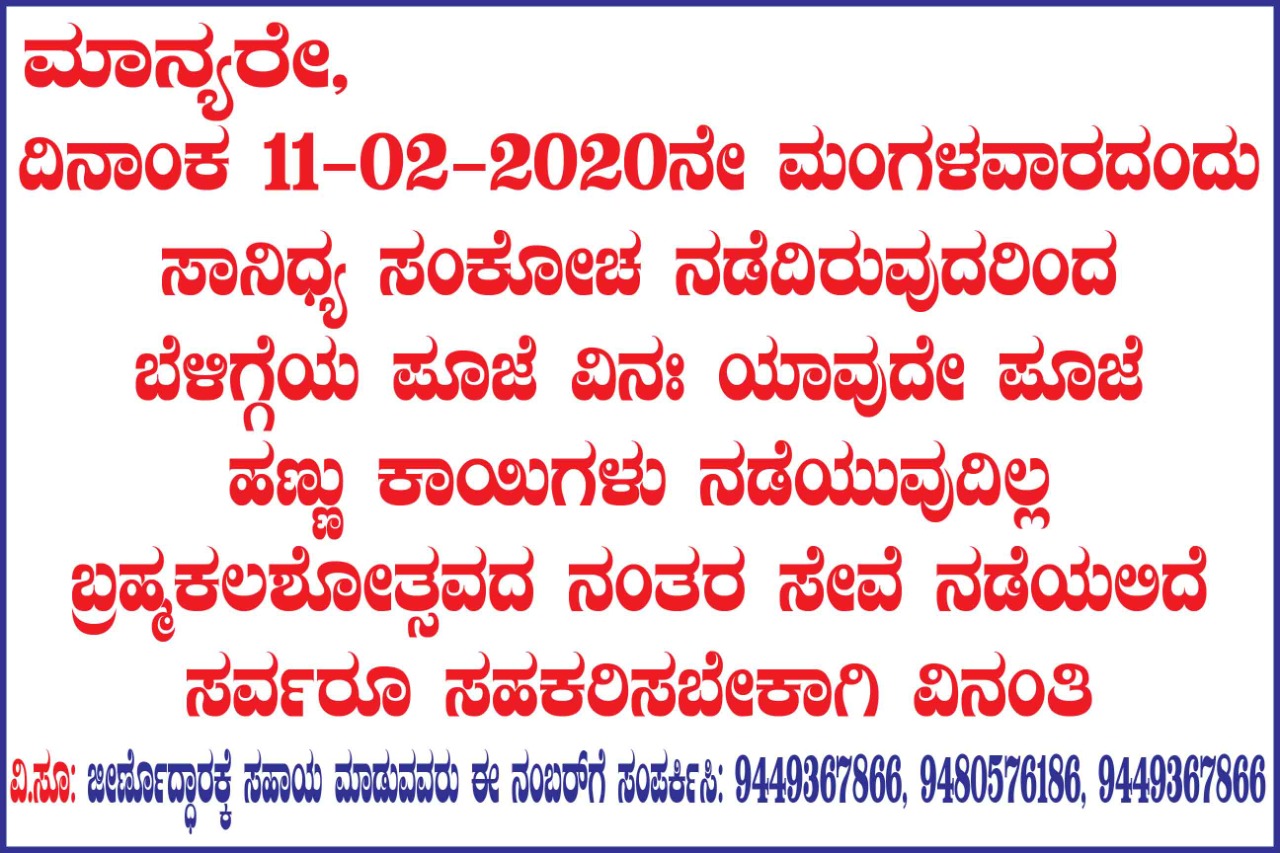 ಮಾನ್ಯರೇ,
ದಿನಾಂಕ 11-02-2020ನೇ ಮಂಗಳವಾರದಂದು
ಸಾನಿಧ್ಯ ಸಂಕೋಚ ನಡೆದಿರುವುದರಿಂದ
ಬೆಳಿಗ್ಗೆಯ ಪೂಜೆ ವಿನಃ ಯಾವುದೇ ಪೂಜೆ
ಹಣ್ಣು ಕಾಯಿಗಳು ನಡೆಯುವುದಿಲ್ಲ
ಬ್ರಹ್ಮಕಲಶೋತ್ಸವದ ನಂತರ ಸೇವೆ ನಡೆಯಲಿದೆ
ಸರ್ವರೂ ಸಹಕರಿಸಬೇಕಾಗಿ ವಿನಂತಿ
ವಿ.ಸೂ: ಜೀರ್ಣೊದ್ಧಾರಕ್ಕೆ ಸಹಾಯ ಮಾಡುವವರು ಈ ನಂಬರ್‌ಗೆ ಸಂಪರ್ಕಿಸಿ: 9449367866, 9480576186, 9449367866